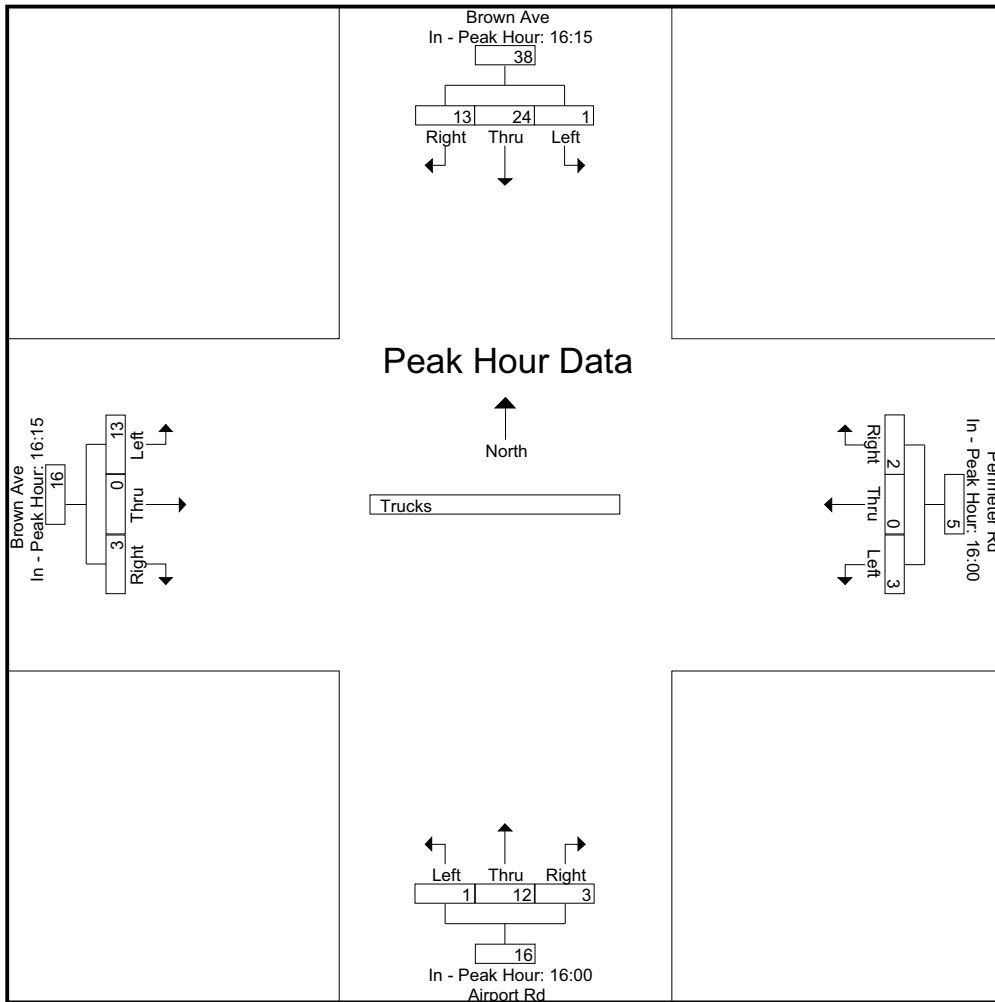 Brown Ave
In - Peak Hour: 16:15
38
13 24 1
Right Thru Left
Peak Hour Data
North
Trucks
Brown Ave
In - Peak Hour: 16:15
16
13 0 3
Left Thru Right
Perimeter Rd
In - Peak Hour: 16:00
5
2 0 3
Right Thru Left
Left Thru Right
1 12 3
16
In - Peak Hour: 16:00
Airport Rd